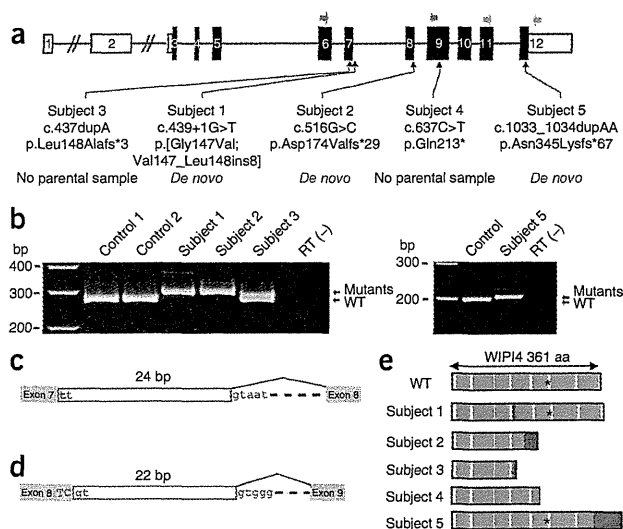 a
1 2 3 4 5 6 7 8 9 10 11 12
Subject 3 Subject 1 Subject 2 Subject 4 Subject 5
c.437dupA c.439+1G>T c.516G>C c.637C>T c.1033_1034dupAA
p.Leu148Alafs*3 p.[Gly147Val; p.Asp174Valfs*29 p.Gln213* p.Asn345Lysfs*67
Val147_Leu148ins8]
No parental sample De novo De novo No parental sample De novo
b
bp Control 1 Control 2 Subject 1 Subject 2 Subject 3 RT (–)
400
300
200
Mutants
WT
bp Control Subject 5 RT (–)
300
200
Mutants
WT
c
24 bp
Exon 7 tt gtaat Exon 8
d
22 bp
Exon 8 TC gt gtggg Exon 9
e
WIPI4 361 aa
WT *
Subject 1 *
Subject 2
Subject 3
Subject 4
Subject 5 *